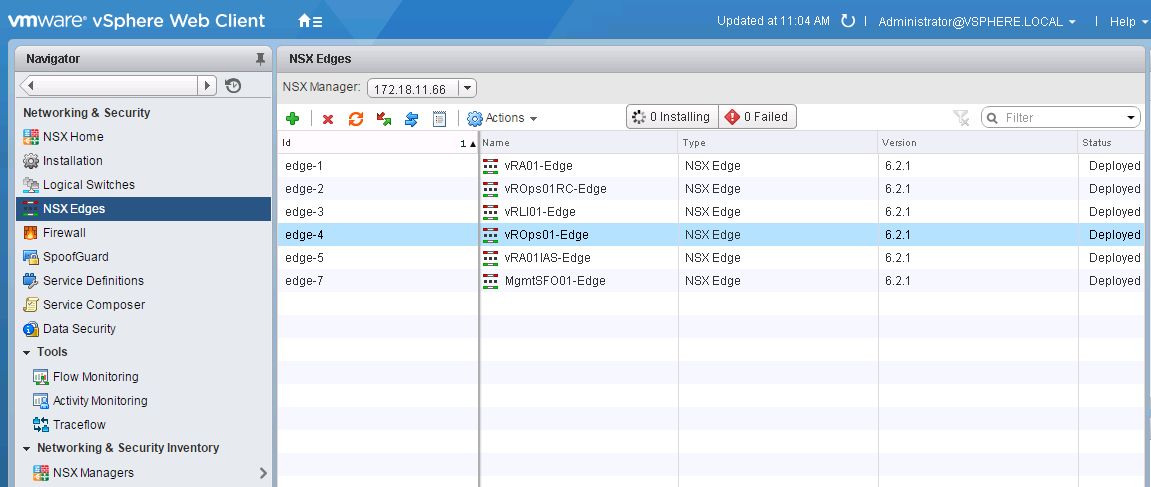 vmware® vSphere Web Client
Updated at 11:04 AM
Administrator@VSPHERE.LOCAL
Help
Navigator
Networking & Security
NSX Home
Installation
Logical Switches
NSX Edges
Firewall
SpoofGuard
Service Definitions
Service Composer
Data Security
Tools
Flow Monitoring
Activity Monitoring
Traceflow
Networking & Security Inventory
NSX Managers
NSX Edges
NSX Manager: 172.18.11.66
Actions 0 Installing 0 Failed Filter
Id 1 Name Type Version Status
edge-1 vRA01-Edge NSX Edge 6.2.1 Deployed
edge-2 vROps01RC-Edge NSX Edge 6.2.1 Deployed
edge-3 vRLI01-Edge NSX Edge 6.2.1 Deployed
edge-4 vROps01-Edge NSX Edge 6.2.1 Deployed
edge-5 vRA01IAS-Edge NSX Edge 6.2.1 Deployed
edge-7 MgmtSFO01-Edge NSX Edge 6.2.1 Deployed